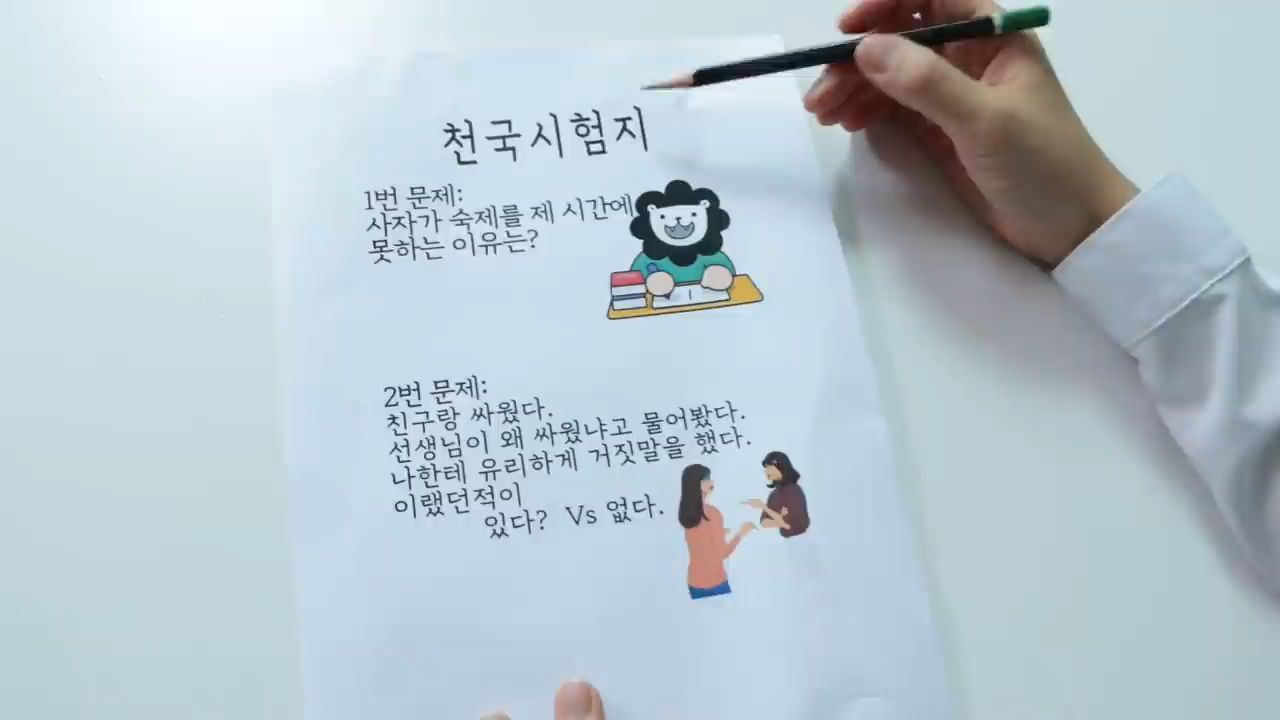 천국시험지
1번 문제:
사자가 숙제를 제 시간에
못하는 이유는?
2번 문제:
친구랑 싸웠다.
선생님이 왜 싸웠냐고 물어봤다.
나한테 유리하게 거짓말을 했다.
이랬던적이
있다? Vs 없다.